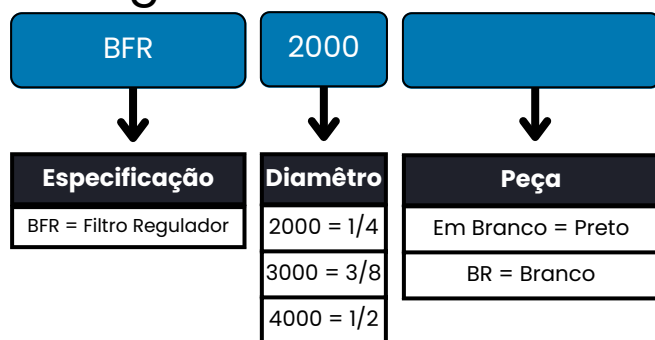 BFR 2000
Especificação Diamêtro Peça
BFR = Filtro Regulador 2000 = 1/4 Em Branco = Preto
3000 = 3/8 BR = Branco
4000 = 1/2